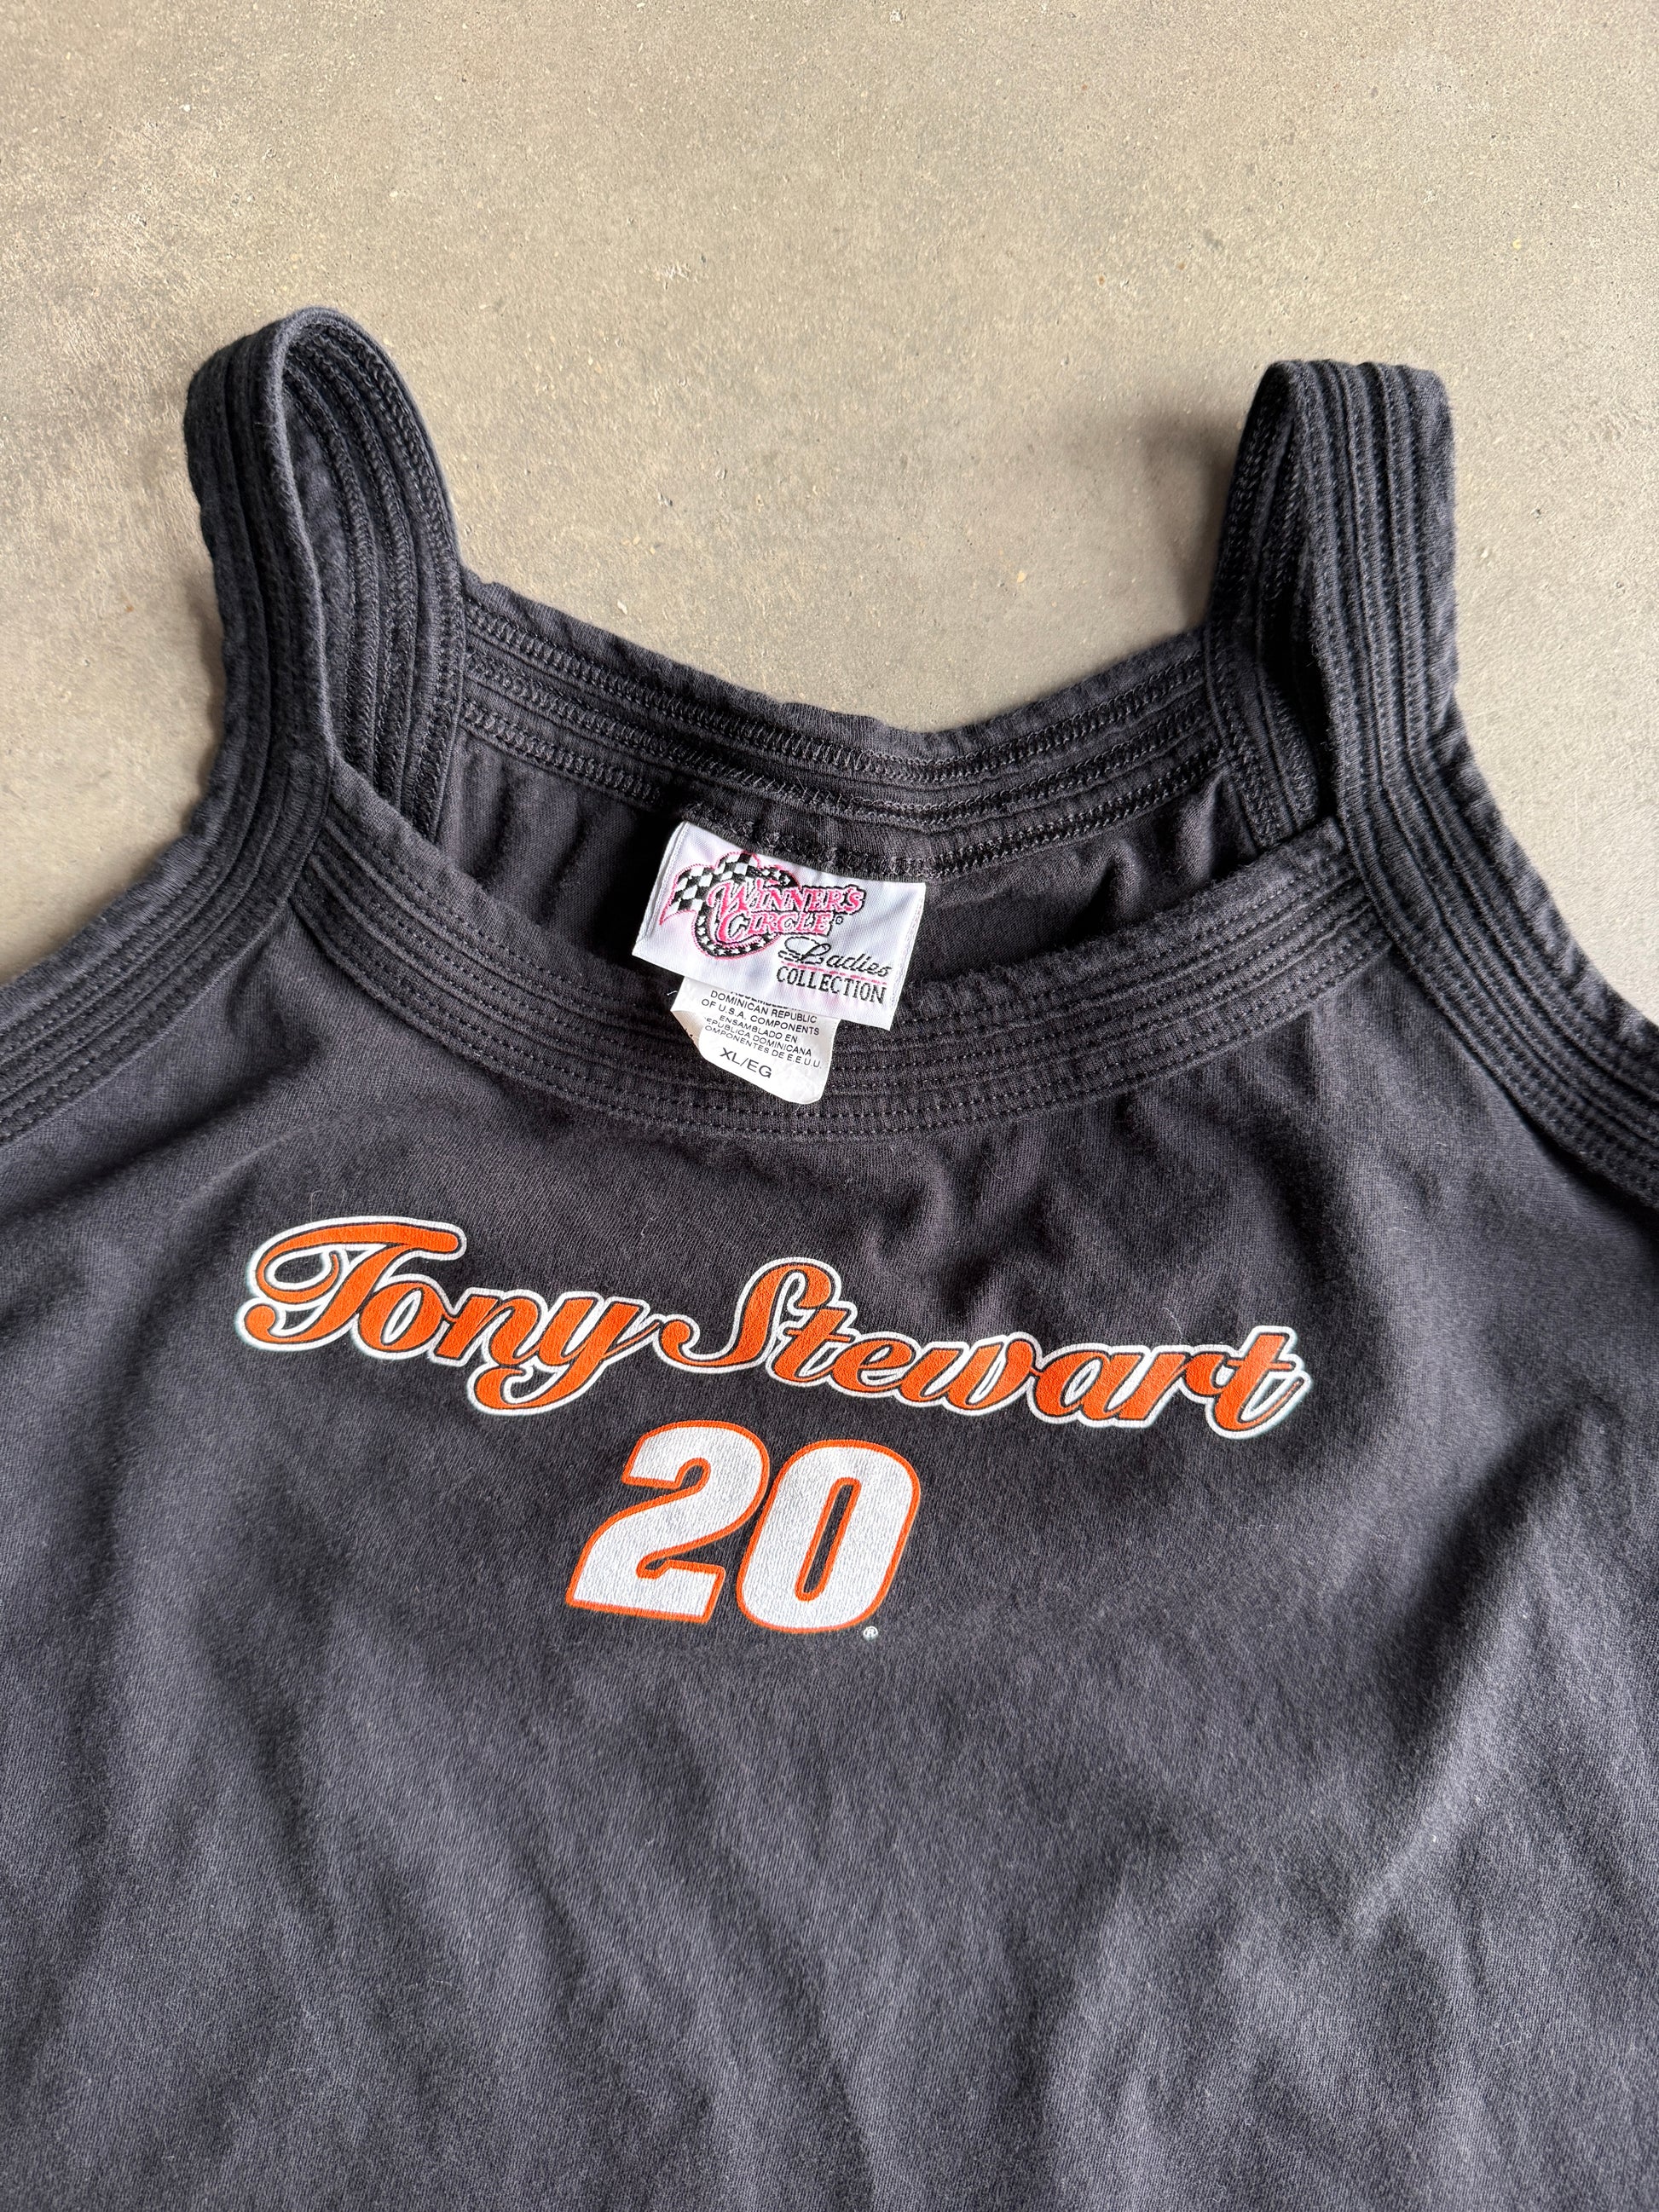 WINNER'S
CIRCLE®
Ladies
COLLECTION
DOMINICAN REPUBLIC
OF U.S.A. COMPONENTS
ENSAMBLADO EN
REPUBLICA DOMINICANA
COMPONENTES DE E.E.U.U.
XL/EG
Tony Stewart
20®